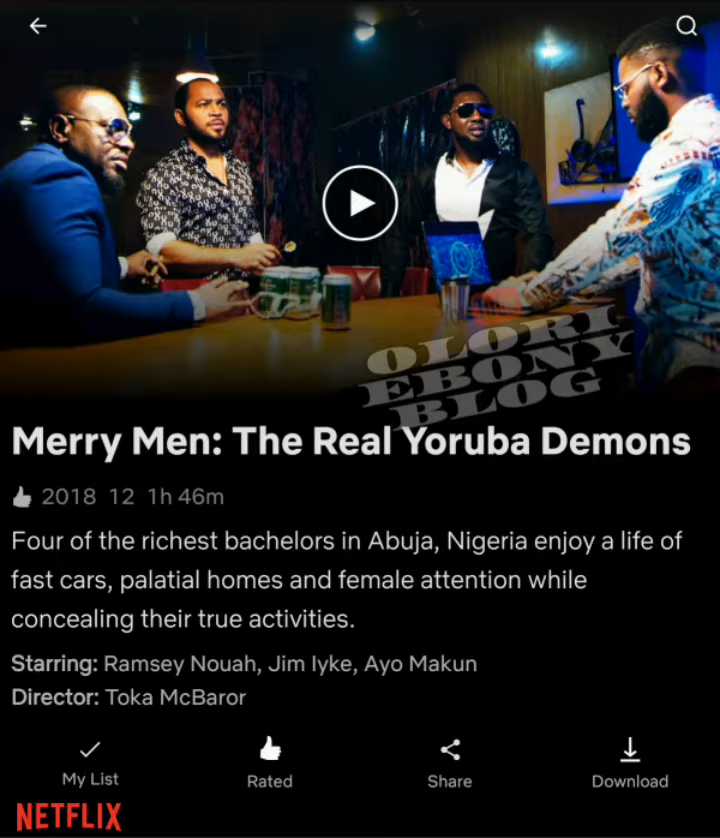 OLORI
EBONY
BLOG
Merry Men: The Real Yoruba Demons
2018 12 1h 46m
Four of the richest bachelors in Abuja, Nigeria enjoy a life of
fast cars, palatial homes and female attention while
concealing their true activities.
Starring: Ramsey Nouah, Jim Iyke, Ayo Makun
Director: Toka McBaror
My List Rated Share Download
NETFLIX